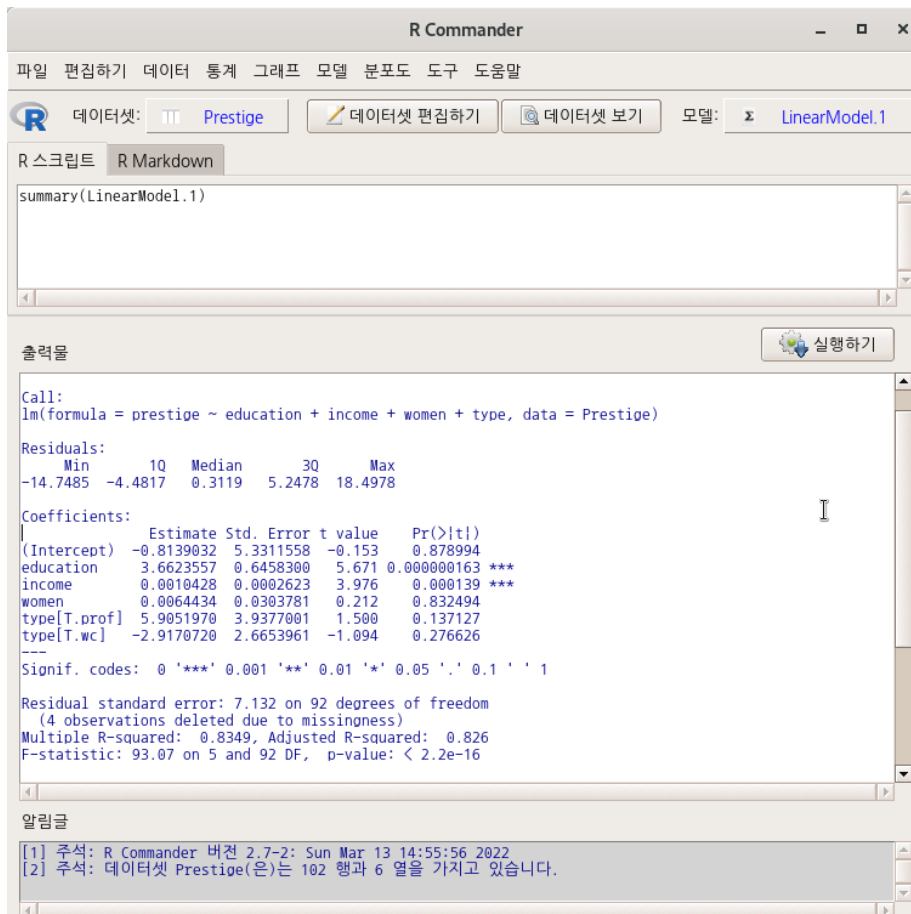 R Commander
파일 편집하기 데이터 통계 그래프 모델 분포도 도구 도움말
데이터셋: Prestige 데이터셋 편집하기 데이터셋 보기 모델: Σ LinearModel.1
R 스크립트 R Markdown
summary(LinearModel.1)
출력물 실행하기
Call:
lm(formula = prestige ~ education + income + women + type, data = Prestige)
Residuals:
Min 1Q Median 3Q Max
-14.7485 -4.4817 0.3119 5.2478 18.4978
Coefficients:
Estimate Std. Error t value Pr(>|t|)
(Intercept) -0.8139032 5.3311558 -0.153 0.878994
education 3.6623557 0.6458300 5.671 0.000000163 ***
income 0.0010428 0.0002623 3.976 0.000139 ***
women 0.0064434 0.0303781 0.212 0.832494
type[T.prof] 5.9051970 3.9377001 1.500 0.137127
type[T.wc] -2.9170720 2.6653961 -1.094 0.276626
---
Signif. codes: 0 '***' 0.001 '**' 0.01 '*' 0.05 '.' 0.1 ' ' 1
Residual standard error: 7.132 on 92 degrees of freedom
(4 observations deleted due to missingness)
Multiple R-squared: 0.8349, Adjusted R-squared: 0.826
F-statistic: 93.07 on 5 and 92 DF, p-value: < 2.2e-16
알림글
[1] 주석: R Commander 버전 2.7-2: Sun Mar 13 14:55:56 2022
[2] 주석: 데이터셋 Prestige(은)는 102 행과 6 열을 가지고 있습니다.